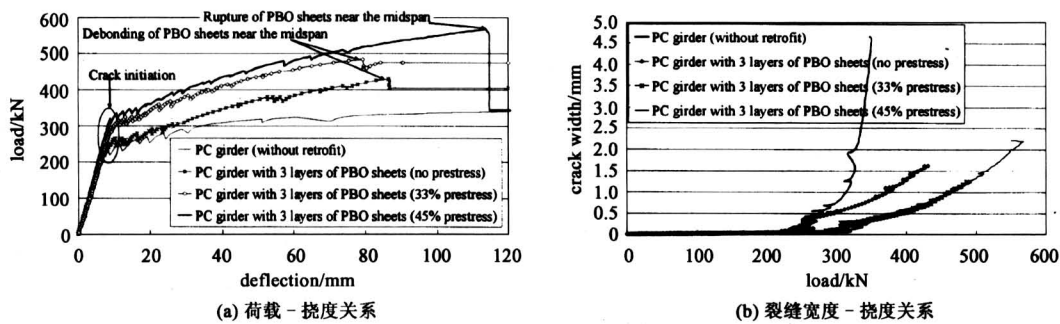 Rupture of PBO sheets near the midspan
Debonding of PBO sheets near the midspan
Crack initiation
load/kN
600
500
400
300
200
100
0
PC girder (without retrofit)
PC girder with 3 layers of PBO sheets (no prestress)
PC girder with 3 layers of PBO sheets (33% prestress)
PC girder with 3 layers of PBO sheets (45% prestress)
0 20 40 60 80 100 120
deflection/mm
(a) 荷载－挠度关系
crack width/mm
5.0
4.5
4.0
3.5
3.0
2.5
2.0
1.5
1.0
0.5
0
PC girder (without retrofit)
PC girder with 3 layers of PBO sheets (no prestress)
PC girder with 3 layers of PBO sheets (33% prestress)
PC girder with 3 layers of PBO sheets (45% prestress)
0 100 200 300 400 500 600
load/kN
(b) 裂缝宽度－挠度关系